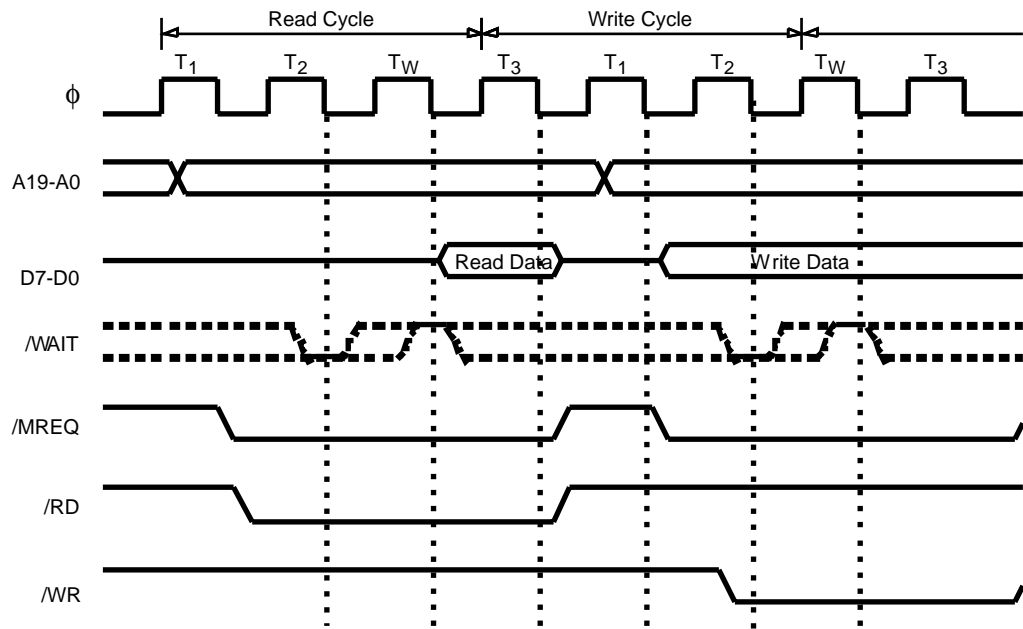 Read Cycle Write Cycle
T1 T2 TW T3 T1 T2 TW T3
ϕ
A19-A0
D7-D0 Read Data Write Data
/WAIT
/MREQ
/RD
/WR